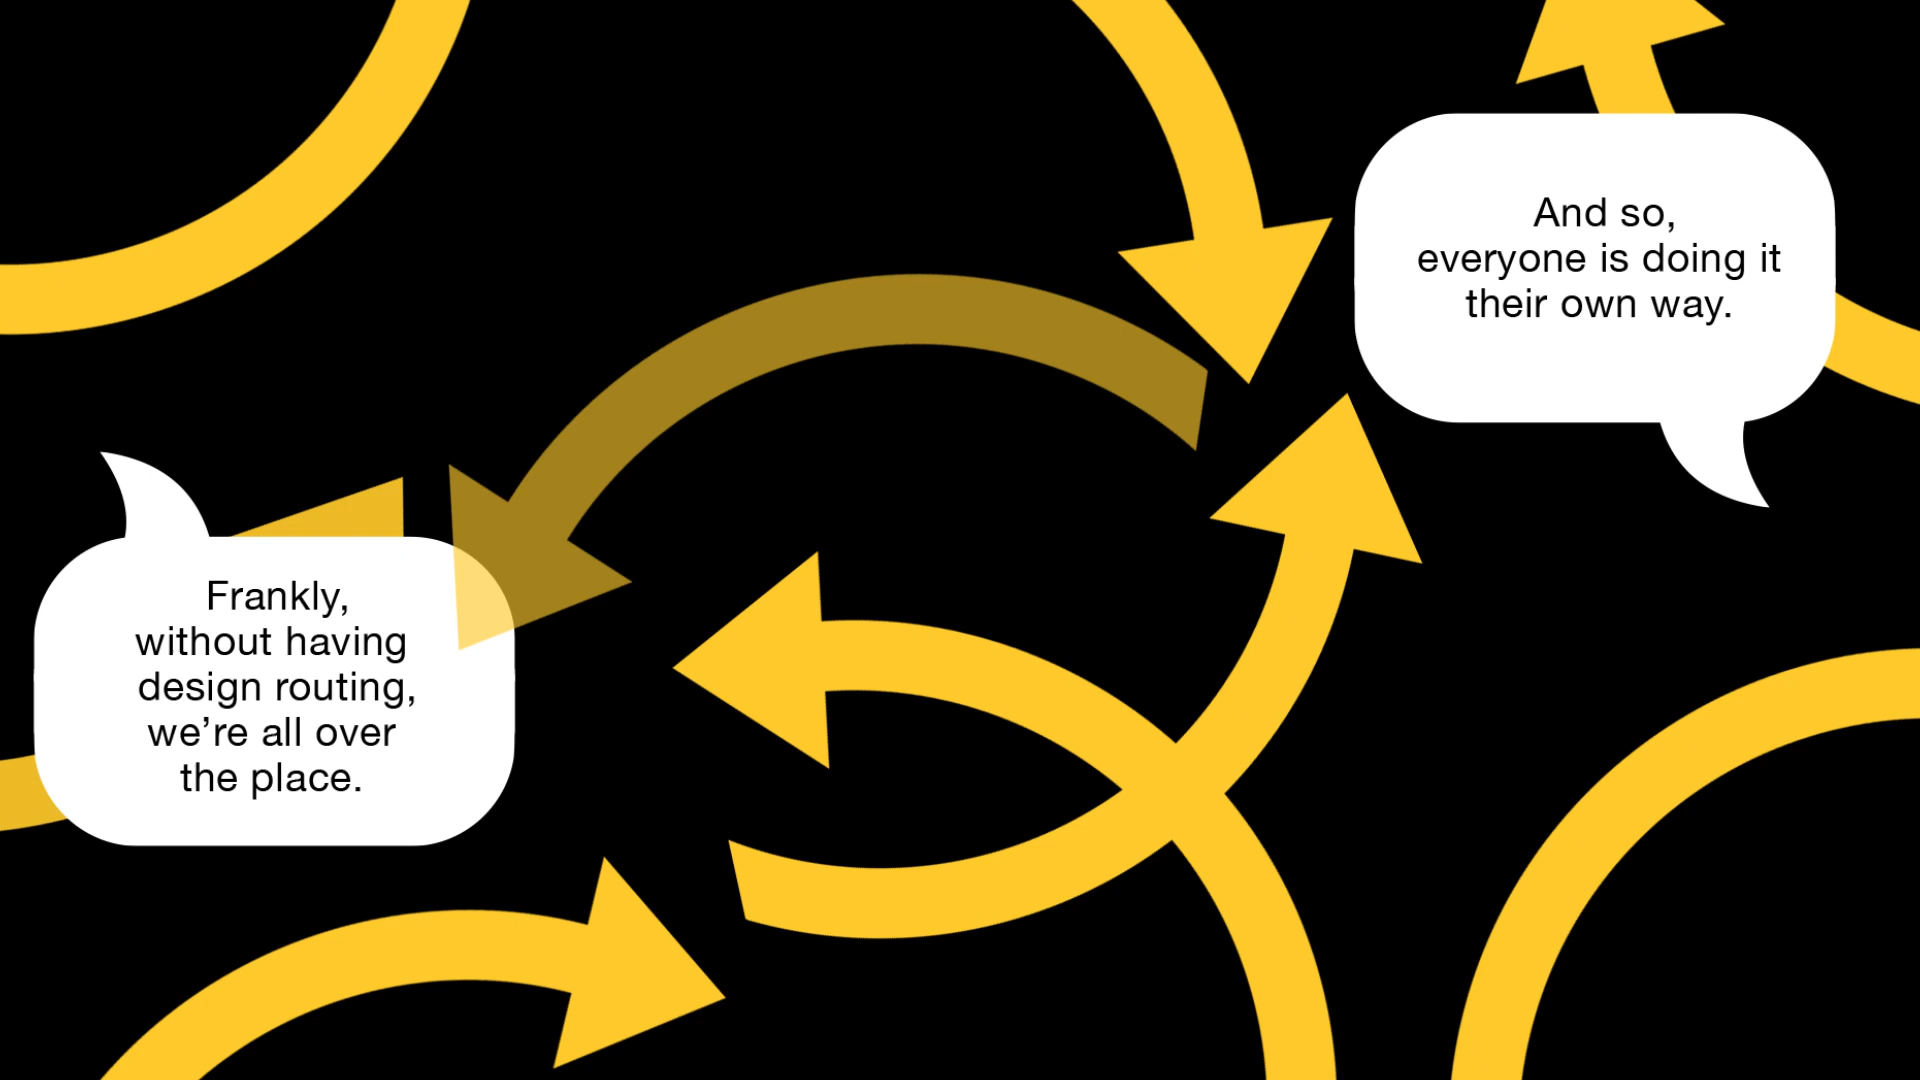 Frankly,
without having
design routing,
we’re all over
the place.
And so,
everyone is doing it
their own way.